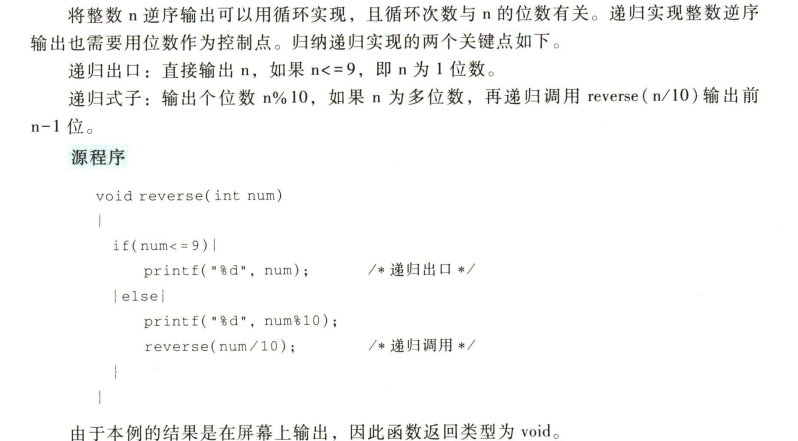 将整数 n 逆序输出可以用循环实现，且循环次数与 n 的位数有关。递归实现整数逆序
输出也需要用位数作为控制点。归纳递归实现的两个关键点如下。
递归出口：直接输出 n，如果 n<=9，即 n 为 1 位数。
递归式子：输出个位数 n%10，如果 n 为多位数，再递归调用 reverse(n/10)输出前
n-1 位。
源程序
void reverse(int num)
{
if(num<=9){
printf("%d", num); /* 递归出口 */
}else{
printf("%d", num%10);
reverse(num/10); /* 递归调用 */
}
}
由于本例的结果是在屏幕上输出，因此函数返回类型为 void。